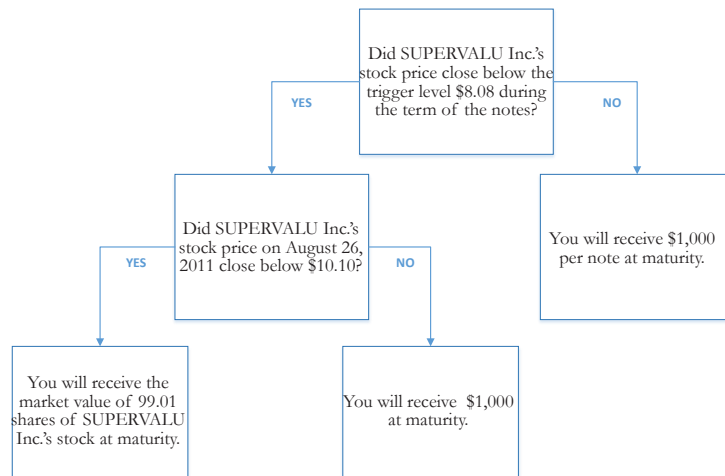 Did SUPERVALU Inc.'s
stock price close below the
trigger level $8.08 during
the term of the notes?
YES
NO
Did SUPERVALU Inc.'s
stock price on August 26,
2011 close below $10.10?
You will receive $1,000
per note at maturity.
YES
NO
You will receive the
market value of 99.01
shares of SUPERVALU
Inc.'s stock at maturity.
You will receive $1,000
at maturity.